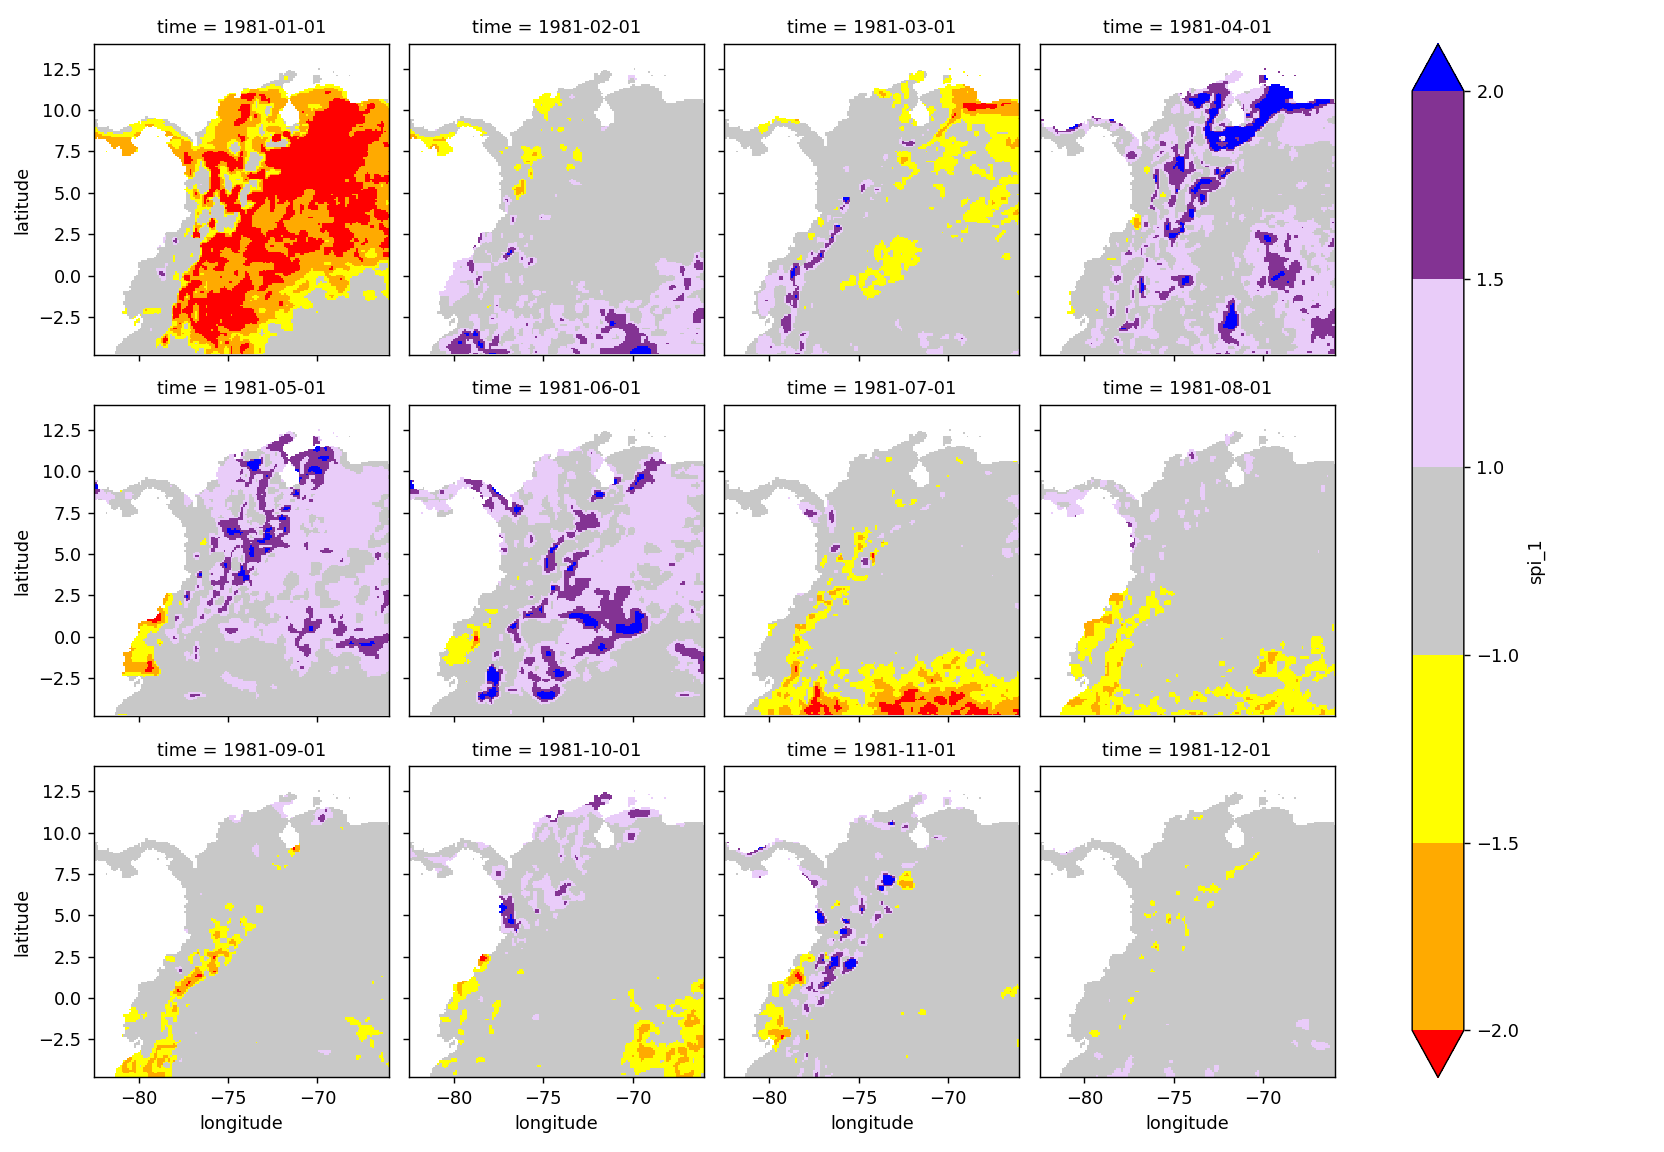 time = 1981-01-01
time = 1981-02-01
time = 1981-03-01
time = 1981-04-01
12.5
10.0
7.5
5.0
2.5
0.0
−2.5
latitude
time = 1981-05-01
time = 1981-06-01
time = 1981-07-01
time = 1981-08-01
12.5
10.0
7.5
5.0
2.5
0.0
−2.5
latitude
time = 1981-09-01
time = 1981-10-01
time = 1981-11-01
time = 1981-12-01
12.5
10.0
7.5
5.0
2.5
0.0
−2.5
latitude
−80 −75 −70
longitude
−80 −75 −70
longitude
−80 −75 −70
longitude
−80 −75 −70
longitude
2.0
1.5
1.0
−1.0
−1.5
−2.0
spi_1